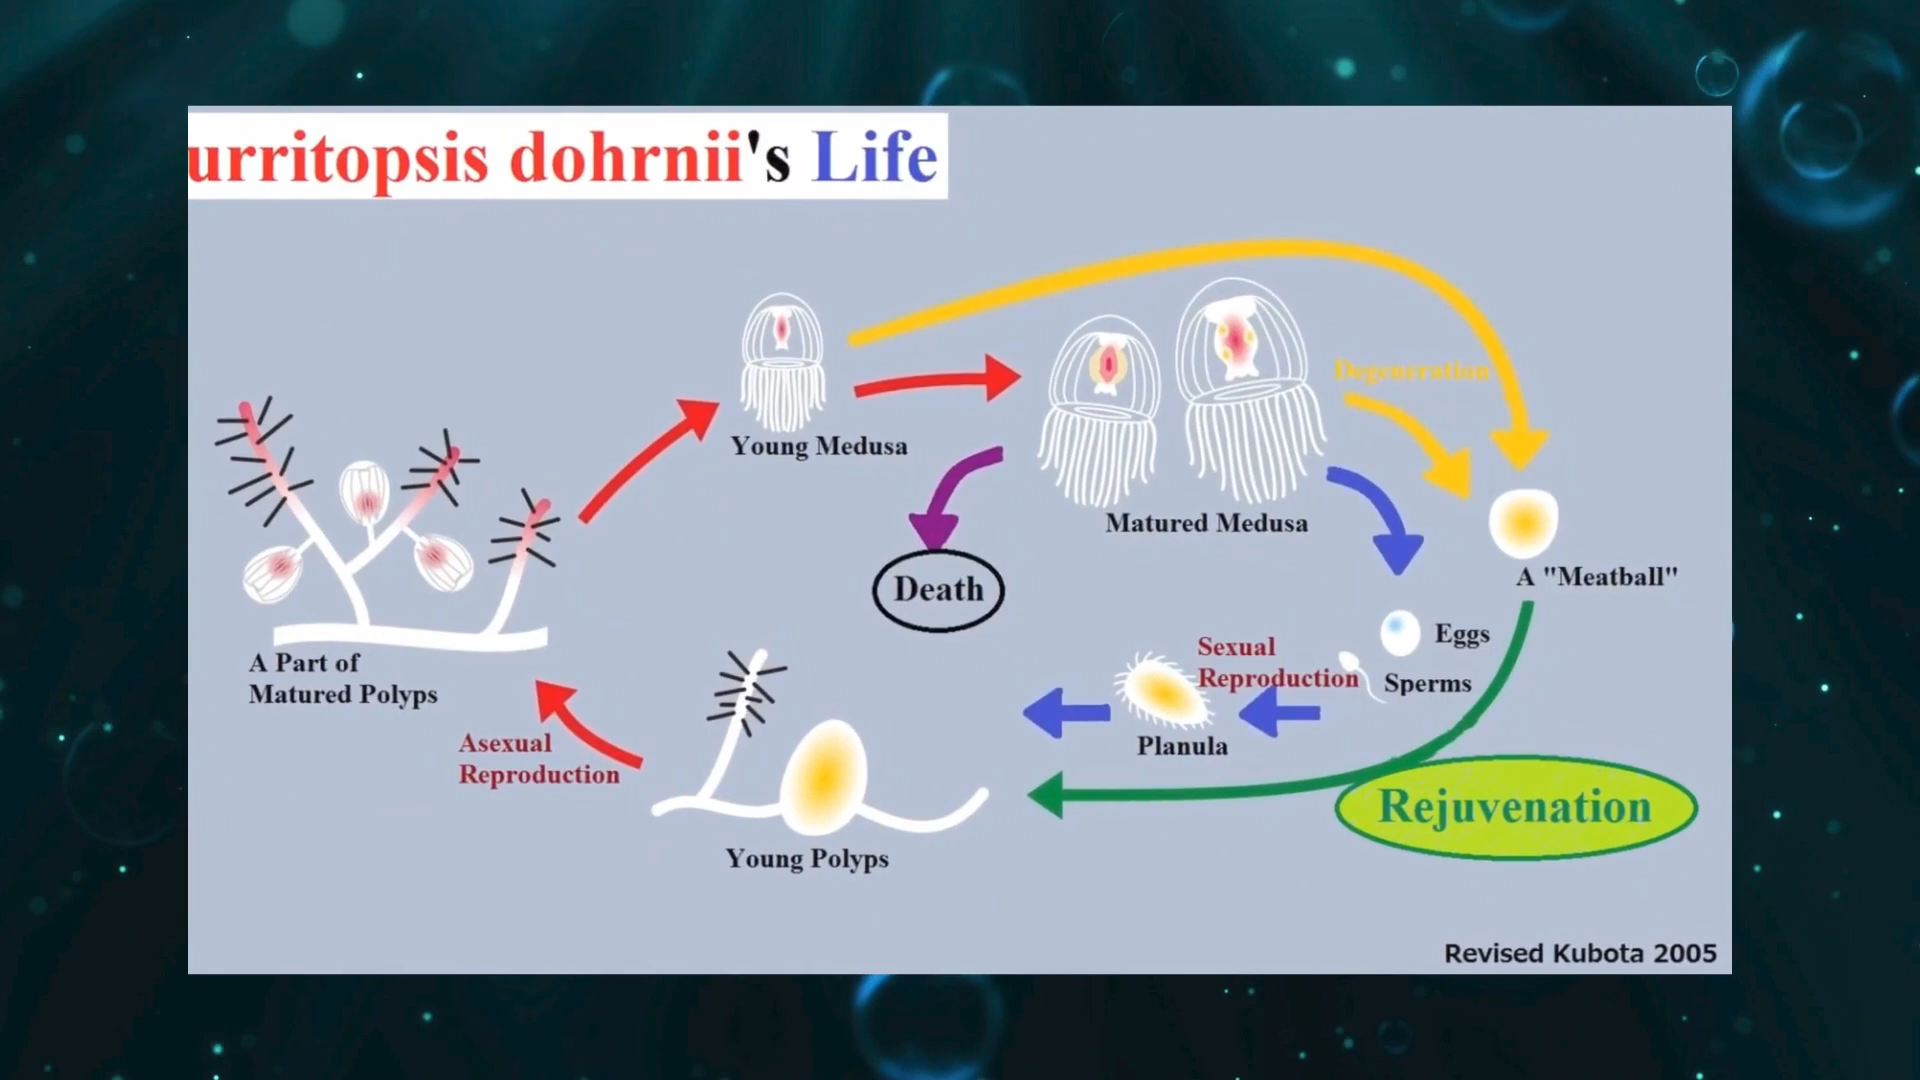 urritopsis dohrnii's Life
Degeneration
Young Medusa
Matured Medusa
A "Meatball"
Death
Eggs
Sexual
Reproduction
Sperms
A Part of
Matured Polyps
Planula
Asexual
Reproduction
Rejuvenation
Young Polyps
Revised Kubota 2005